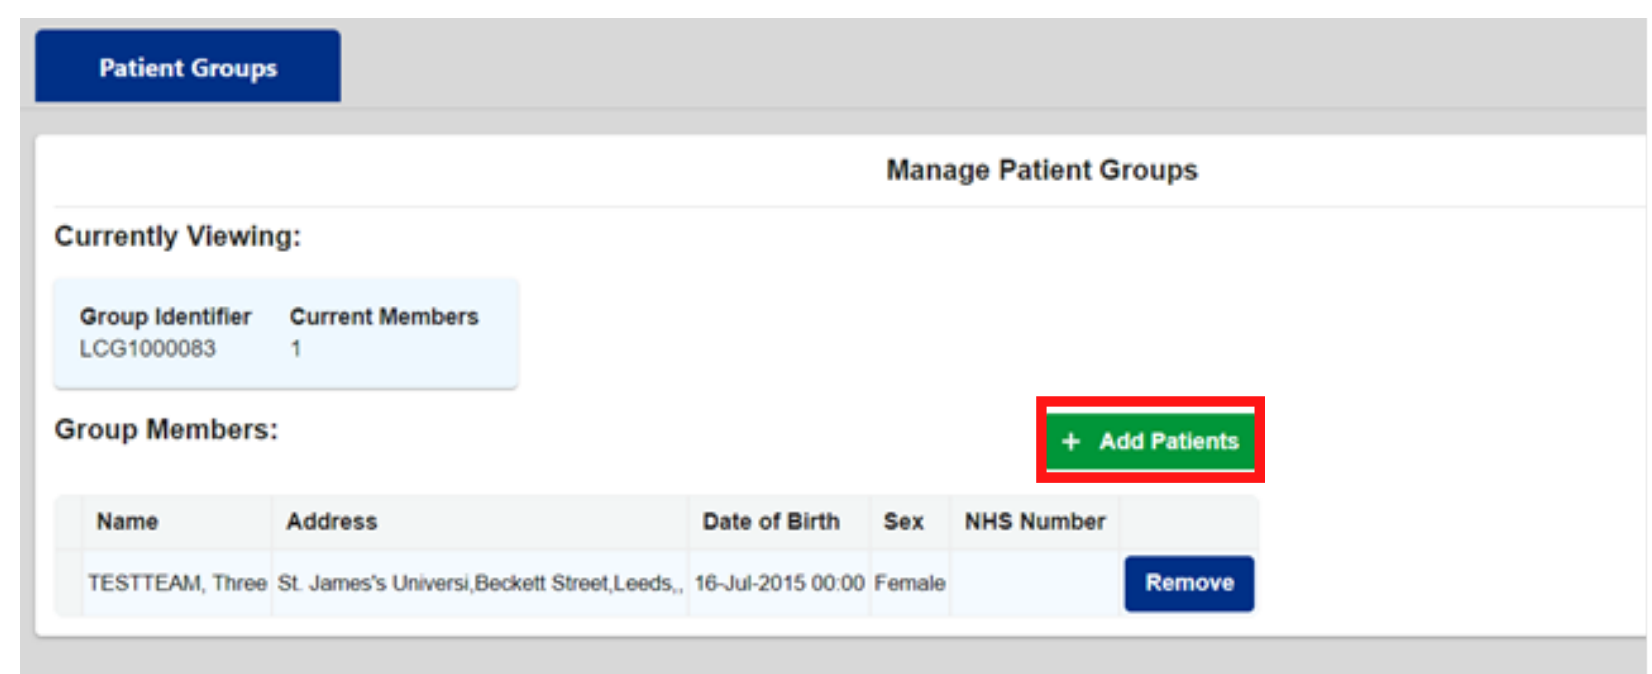 Patient Groups
Manage Patient Groups
Currently Viewing:
Group Identifier Current Members
LCG1000083 1
Group Members:
+ Add Patients
Name Address Date of Birth Sex NHS Number
TESTTEAM, Three St. James's Universi,Beckett Street,Leeds,, 16-Jul-2015 00:00 Female Remove